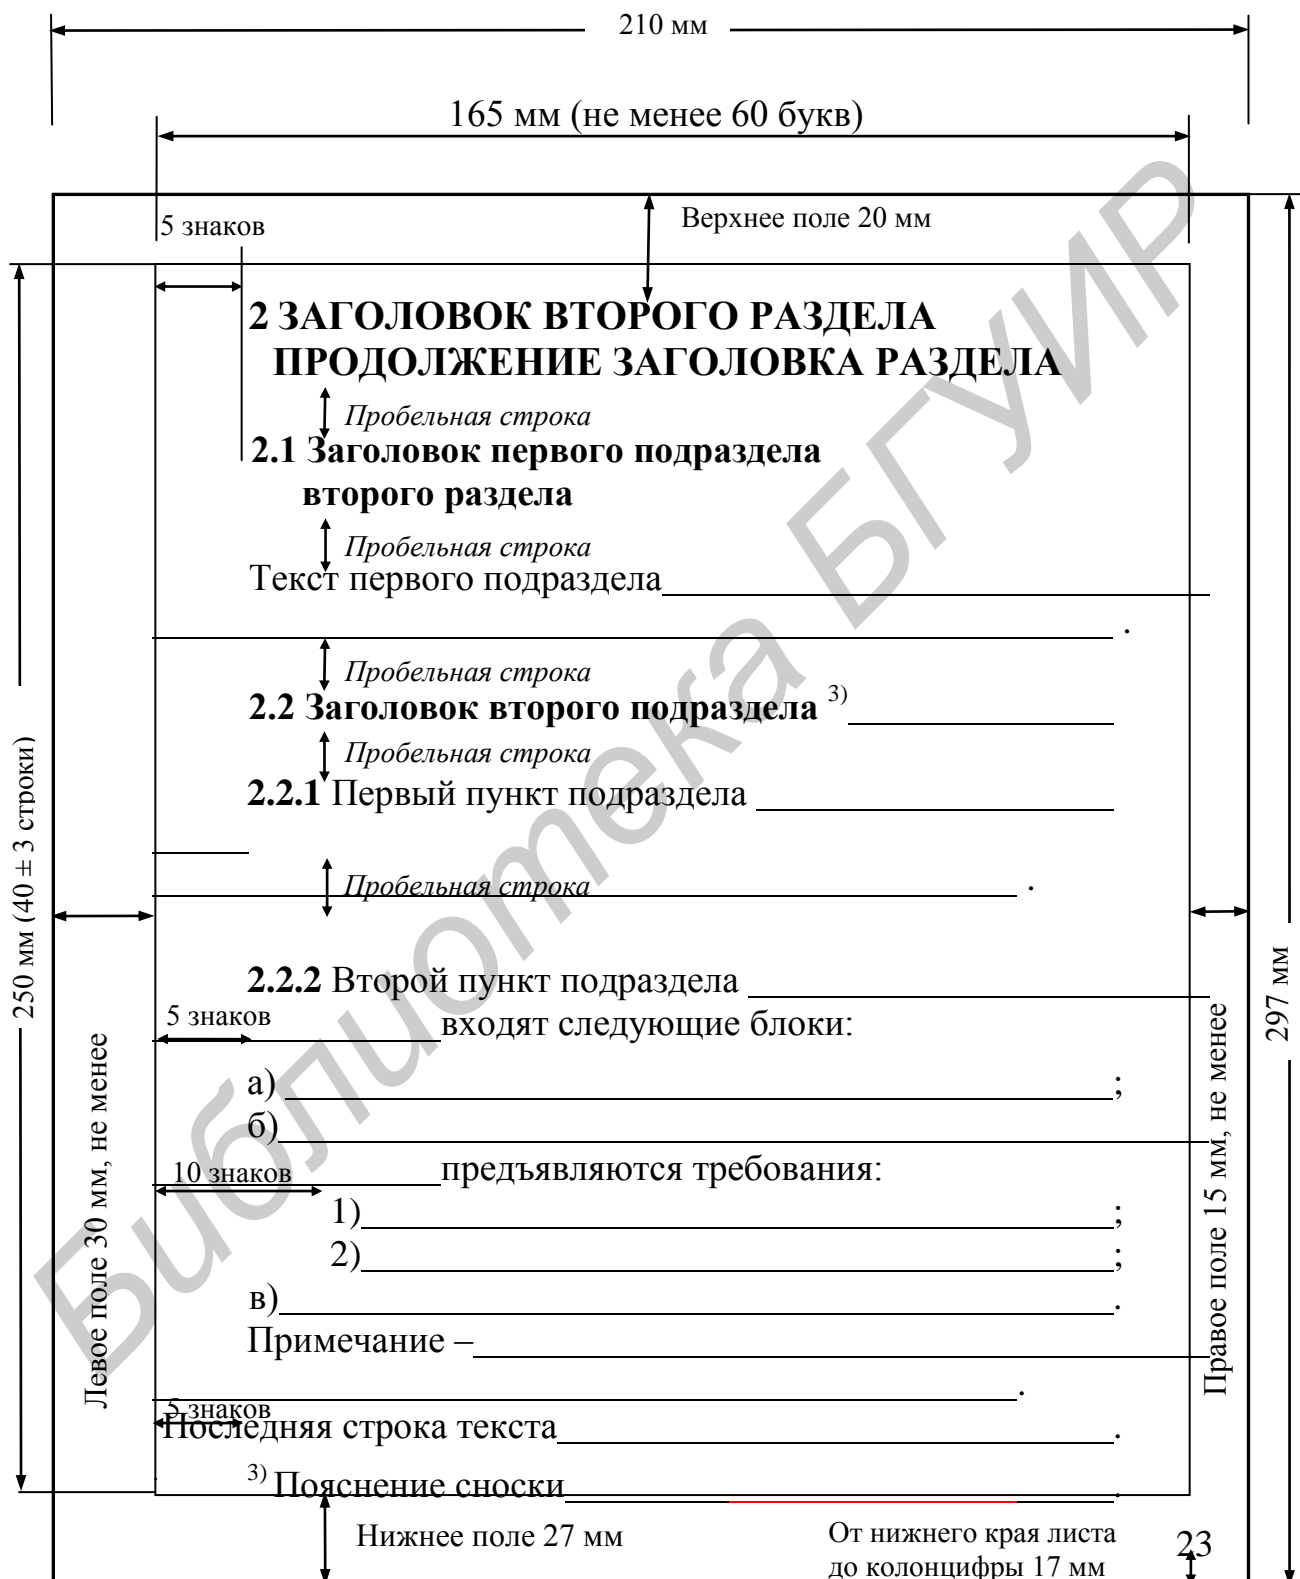 210 мм
165 мм (не менее 60 букв)
5 знаков
Верхнее поле 20 мм
2 ЗАГОЛОВОК ВТОРОГО РАЗДЕЛА
ПРОДОЛЖЕНИЕ ЗАГОЛОВКА РАЗДЕЛА
Пробельная строка
2.1 Заголовок первого подраздела
второго раздела
Пробельная строка
Текст первого подраздела
.
Пробельная строка
2.2 Заголовок второго подраздела 3)
Пробельная строка
2.2.1 Первый пункт подраздела
Пробельная строка
.
2.2.2 Второй пункт подраздела
5 знаков
входят следующие блоки:
а) ;
б)
10 знаков
предъявляются требования:
1) ;
2) ;
в) .
Примечание –
.
5 знаков
Последняя строка текста .
3) Пояснение сноски .
Нижнее поле 27 мм
От нижнего края листа
до колонцифры 17 мм
23
250 мм (40 ± 3 строки)
Левое поле 30 мм, не менее
Правое поле 15 мм, не менее
297 мм
Библиотека БГУИР